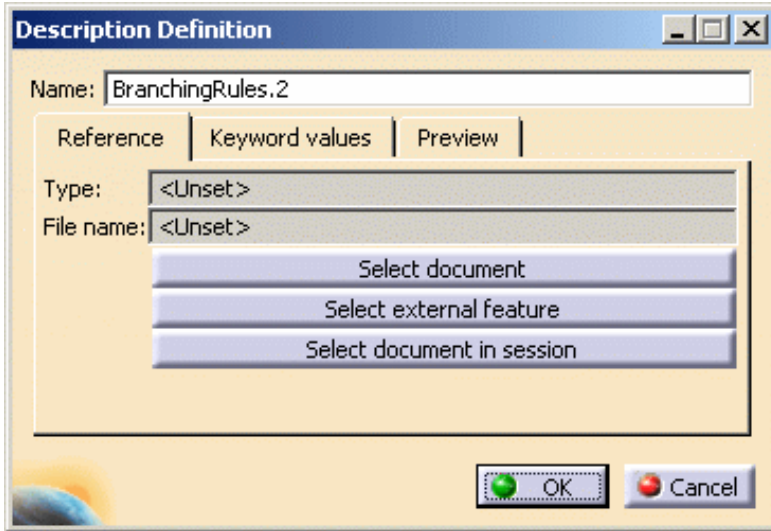 Description Definition
Name: BranchingRules.2
Reference Keyword values Preview
Type: <Unset>
File name: <Unset>
Select document
Select external feature
Select document in session
OK Cancel